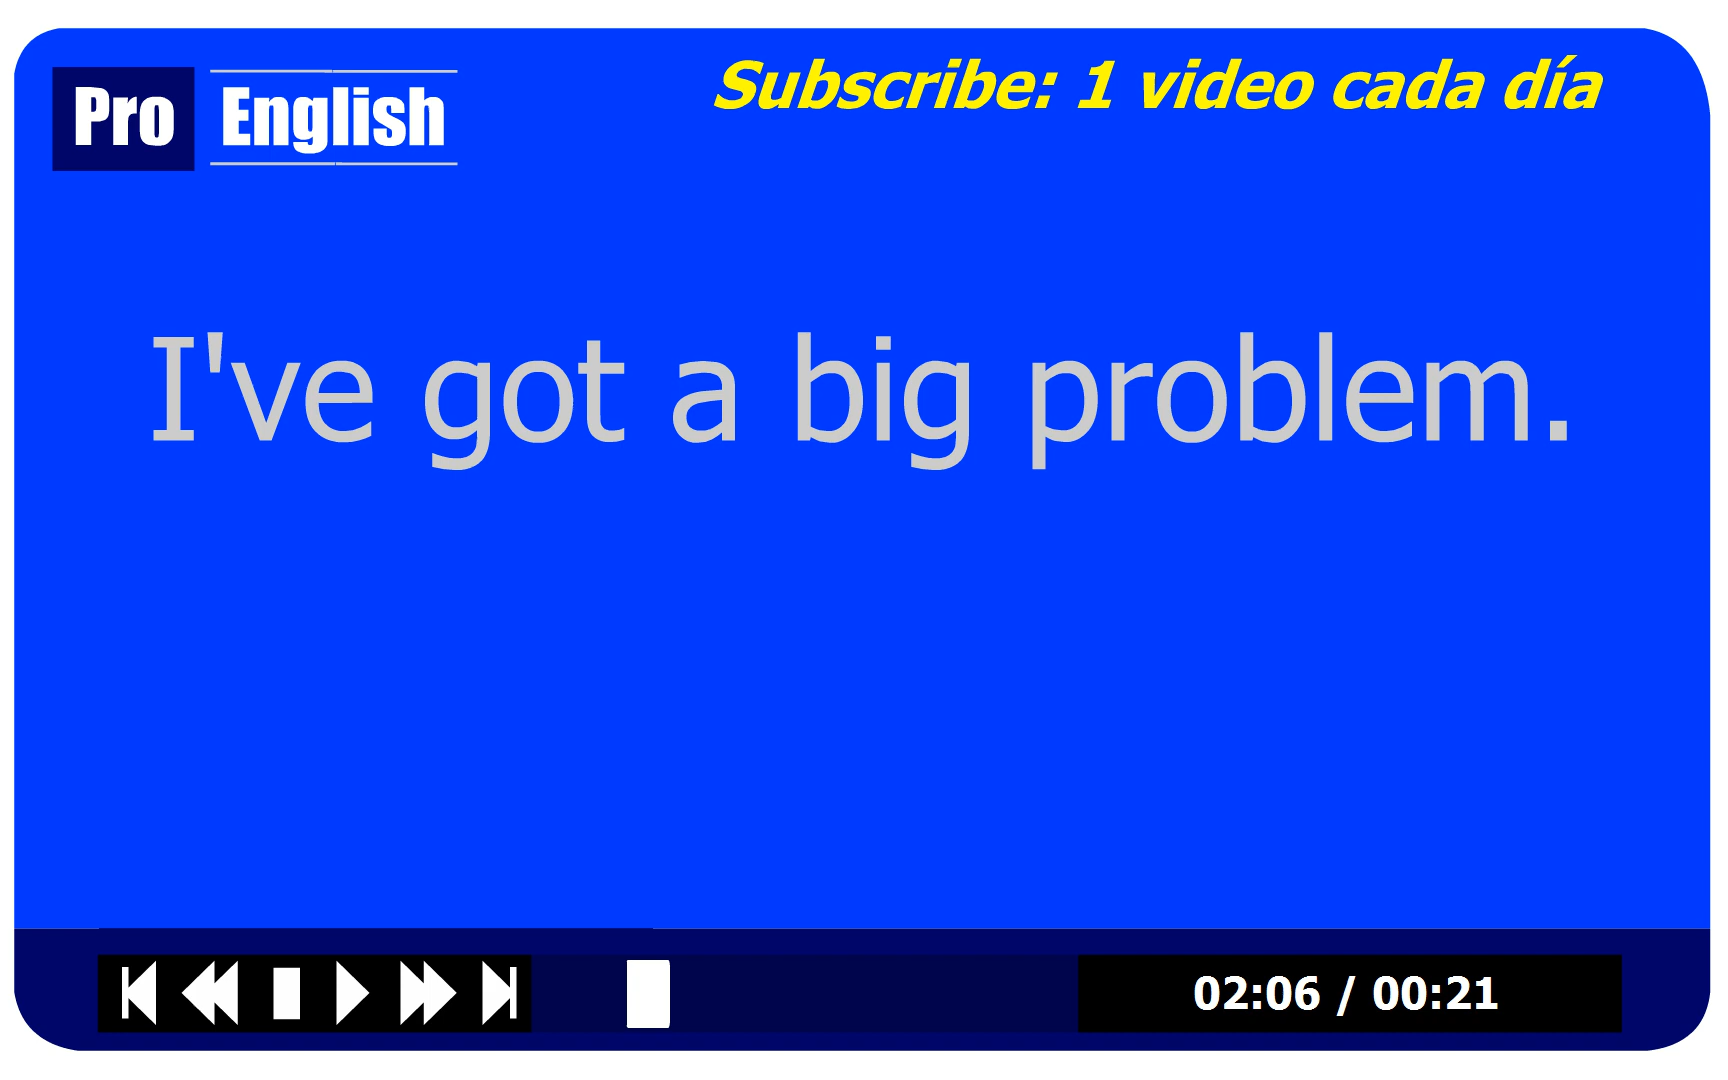 Pro English
Subscribe: 1 video cada día
I've got a big problem.
02:06 / 00:21